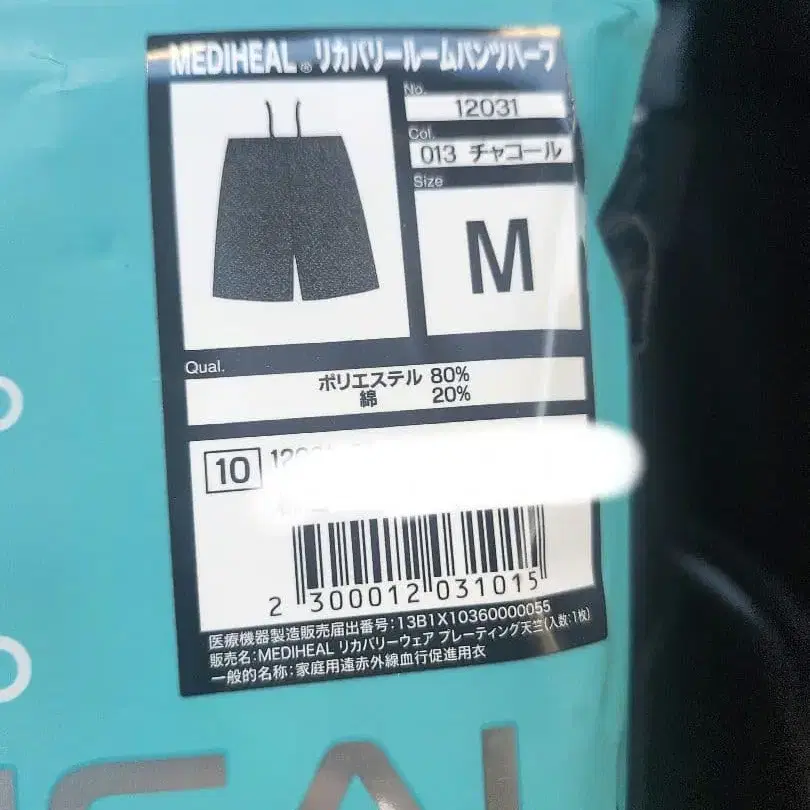 MEDIHEAL® リカバリールームパンツハーフ
No.
12031
Col.
013 チャコール
Size
M
Qual.
ポリエステル 80%
綿 20%
10
2 300012 031015
医療機器製造販売届出番号:13B1X10360000055
販売名:MEDIHEAL リカバリーウェア プレーティング天竺(入数:1枚)
一般的名称:家庭用遠赤外線血行促進用衣